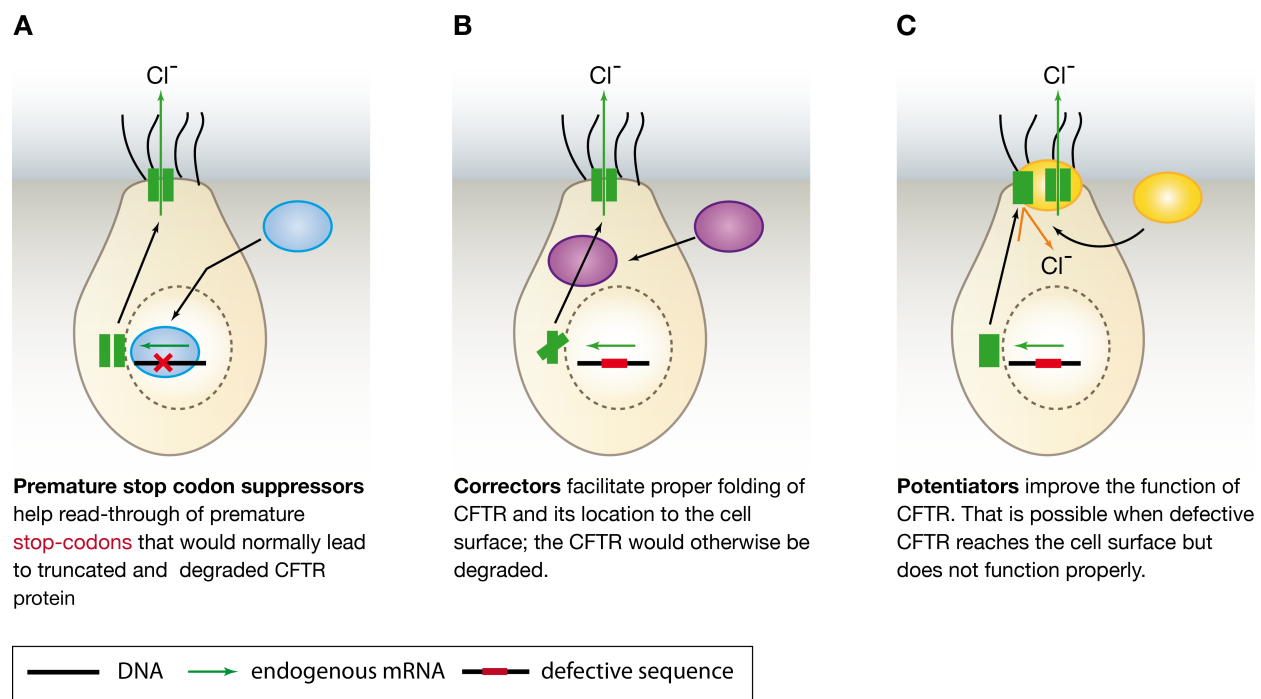 A
B
C
Cl⁻
Cl⁻
Cl⁻
Cl⁻
Premature stop codon suppressors
help read-through of premature
stop-codons that would normally lead
to truncated and degraded CFTR
protein
Correctors facilitate proper folding of
CFTR and its location to the cell
surface; the CFTR would otherwise be
degraded.
Potentiators improve the function of
CFTR. That is possible when defective
CFTR reaches the cell surface but
does not function properly.
DNA
endogenous mRNA
defective sequence